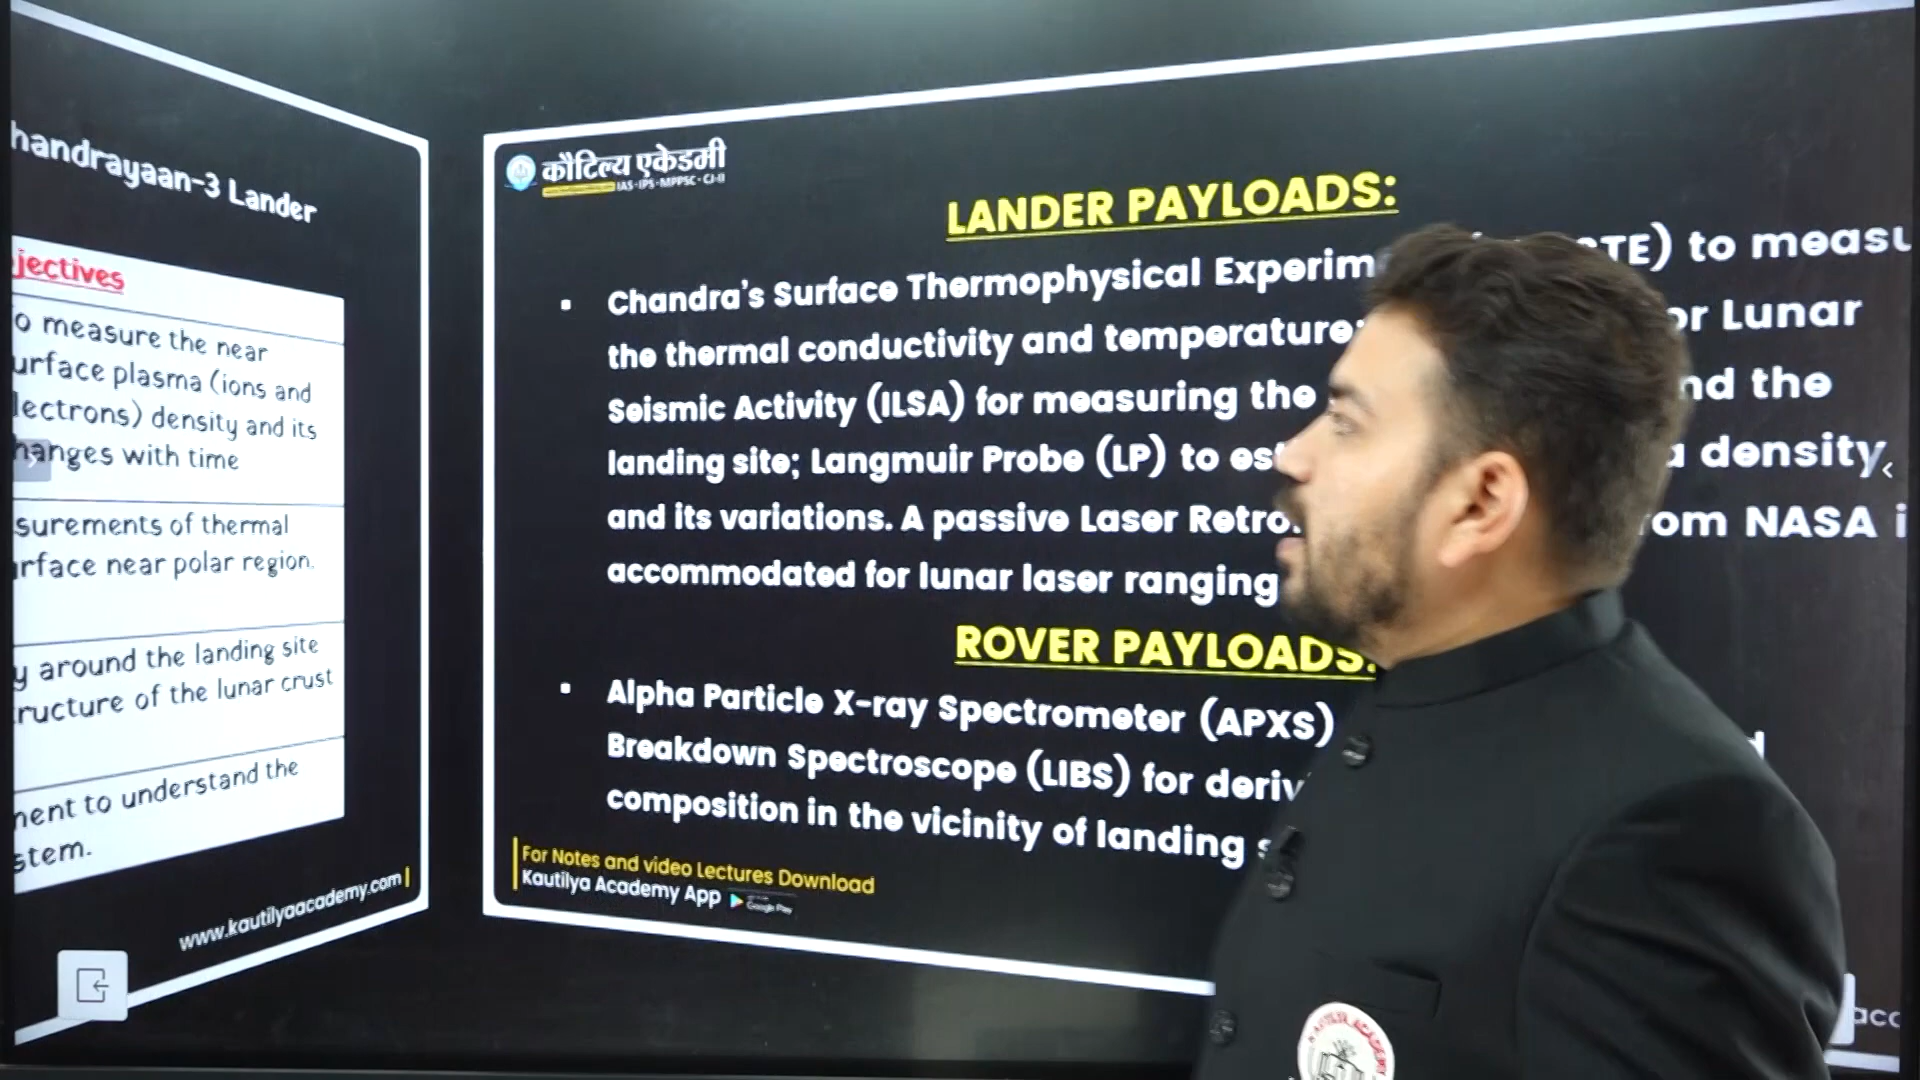 handrayaan-3 Lander
jectives
o measure the near
urface plasma (ions and
lectrons) density and its
hanges with time
surements of thermal
rface near polar region.
y around the landing site
ructure of the lunar crust
ment to understand the
stem.
www.kautilyaacademy.com
कौटिल्य एकेडमी
IAS-IPS-MPPSC-CJ-II
LANDER PAYLOADS:
Chandra's Surface Thermophysical Experim STE) to measu
the thermal conductivity and temperature; or Lunar
Seismic Activity (ILSA) for measuring the nd the
landing site; Langmuir Probe (LP) to est a density,
and its variations. A passive Laser Retro om NASA i
accommodated for lunar laser ranging
ROVER PAYLOADS:
Alpha Particle X-ray Spectrometer (APXS)
Breakdown Spectroscope (LIBS) for deriv
composition in the vicinity of landing s
For Notes and video Lectures Download
Kautilya Academy App
Google Play